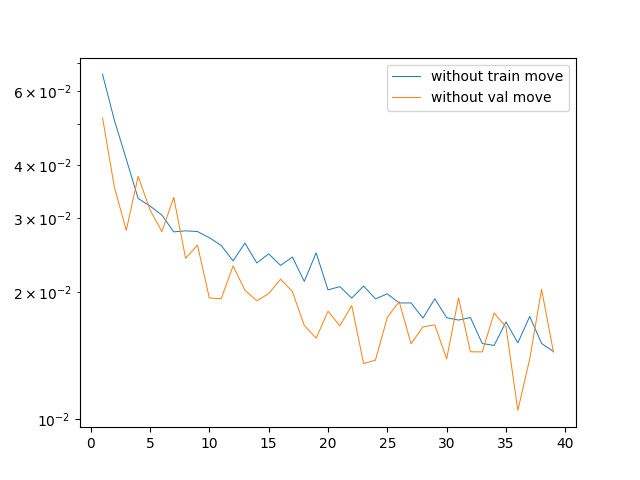 without train move
without val move
6 × 10⁻²
4 × 10⁻²
3 × 10⁻²
2 × 10⁻²
10⁻²
0 5 10 15 20 25 30 35 40